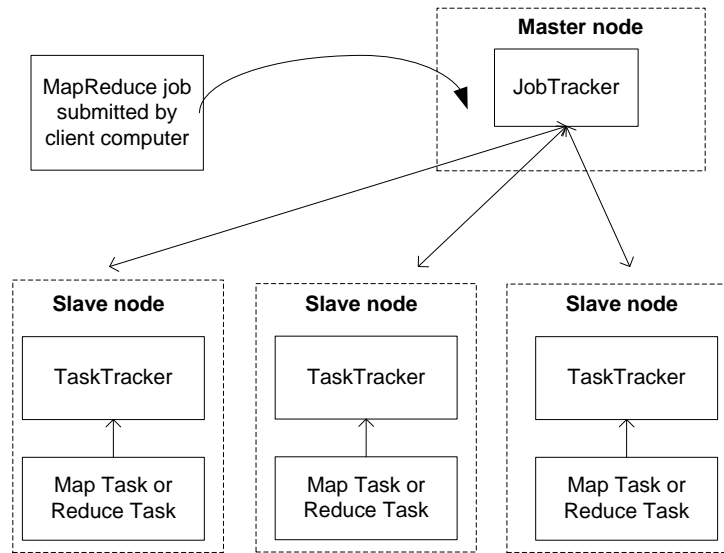 Master node
MapReduce job
submitted by
client computer
JobTracker
Slave node
TaskTracker
Map Task or
Reduce Task
Slave node
TaskTracker
Map Task or
Reduce Task
Slave node
TaskTracker
Map Task or
Reduce Task